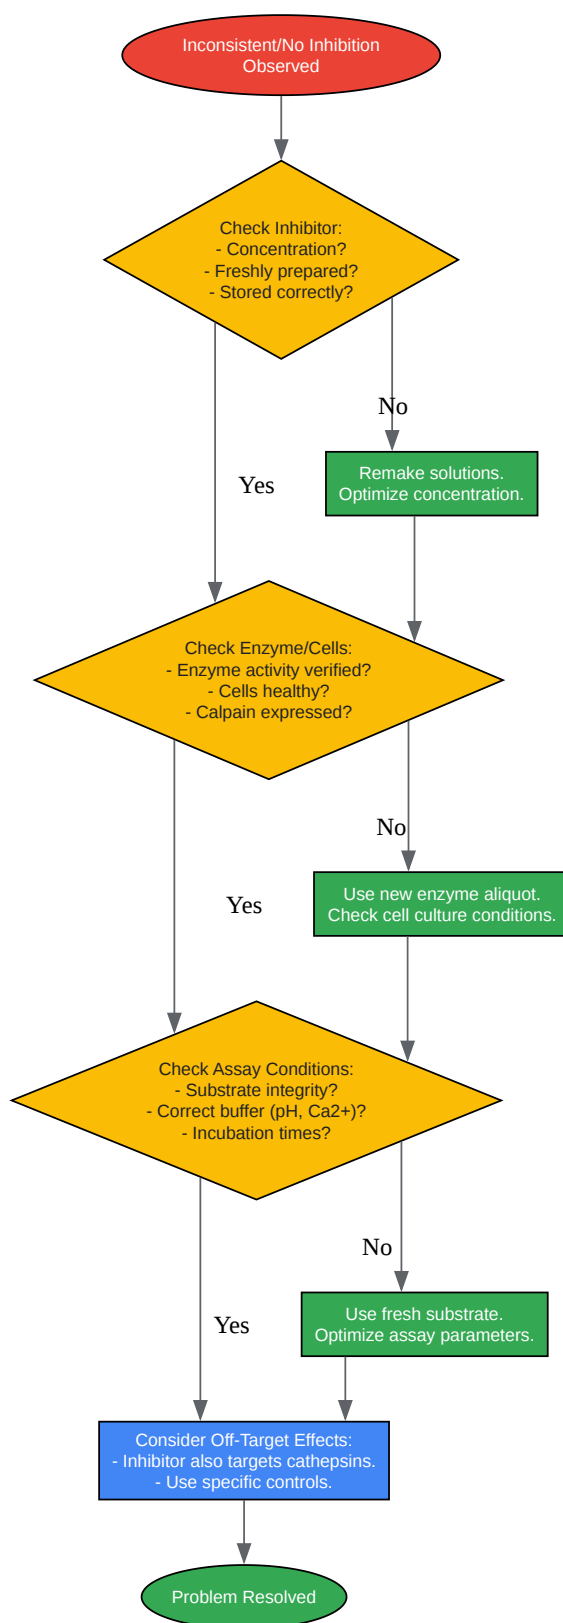 Inconsistent/No Inhibition
Observed
Check Inhibitor:
- Concentration?
- Freshly prepared?
- Stored correctly?
No
Remake solutions.
Optimize concentration.
Yes
Check Enzyme/Cells:
- Enzyme activity verified?
- Cells healthy?
- Calpain expressed?
No
Use new enzyme aliquot.
Check cell culture conditions.
Yes
Check Assay Conditions:
- Substrate integrity?
- Correct buffer (pH, Ca2+)?
- Incubation times?
No
Use fresh substrate.
Optimize assay parameters.
Yes
Consider Off-Target Effects:
- Inhibitor also targets cathepsins.
- Use specific controls.
Problem Resolved